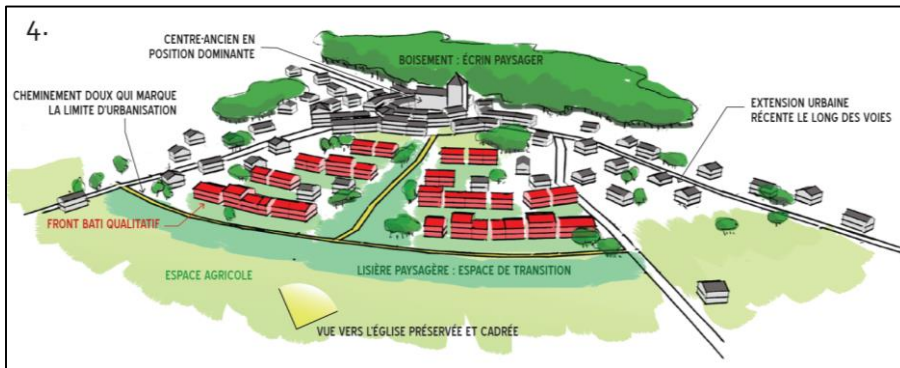 4.
CENTRE-ANCIEN EN
POSITION DOMINANTE
BOISEMENT : ÉCRIN PAYSAGER
CHEMINEMENT DOUX QUI MARQUE
LA LIMITE D'URBANISATION
EXTENSION URBAINE
RÉCENTE LE LONG DES VOIES
FRONT BATI QUALITATIF
ESPACE AGRICOLE
LISIÈRE PAYSAGÈRE : ESPACE DE TRANSITION
VUE VERS L'ÉGLISE PRÉSERVÉE ET CADRÉE